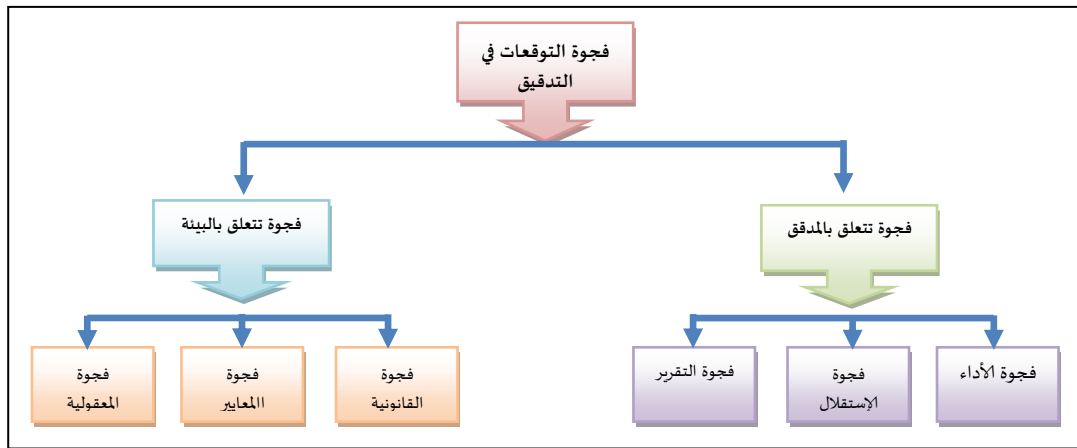 فجوة التوقعات في
التدقيق
فجوة تتعلق بالمدقق
فجوة تتعلق بالبيئة
فجوة الأداء
فجوة
الإستقلال
فجوة التقرير
فجوة
القانونية
فجوة
االمعايير
فجوة
المعقولية